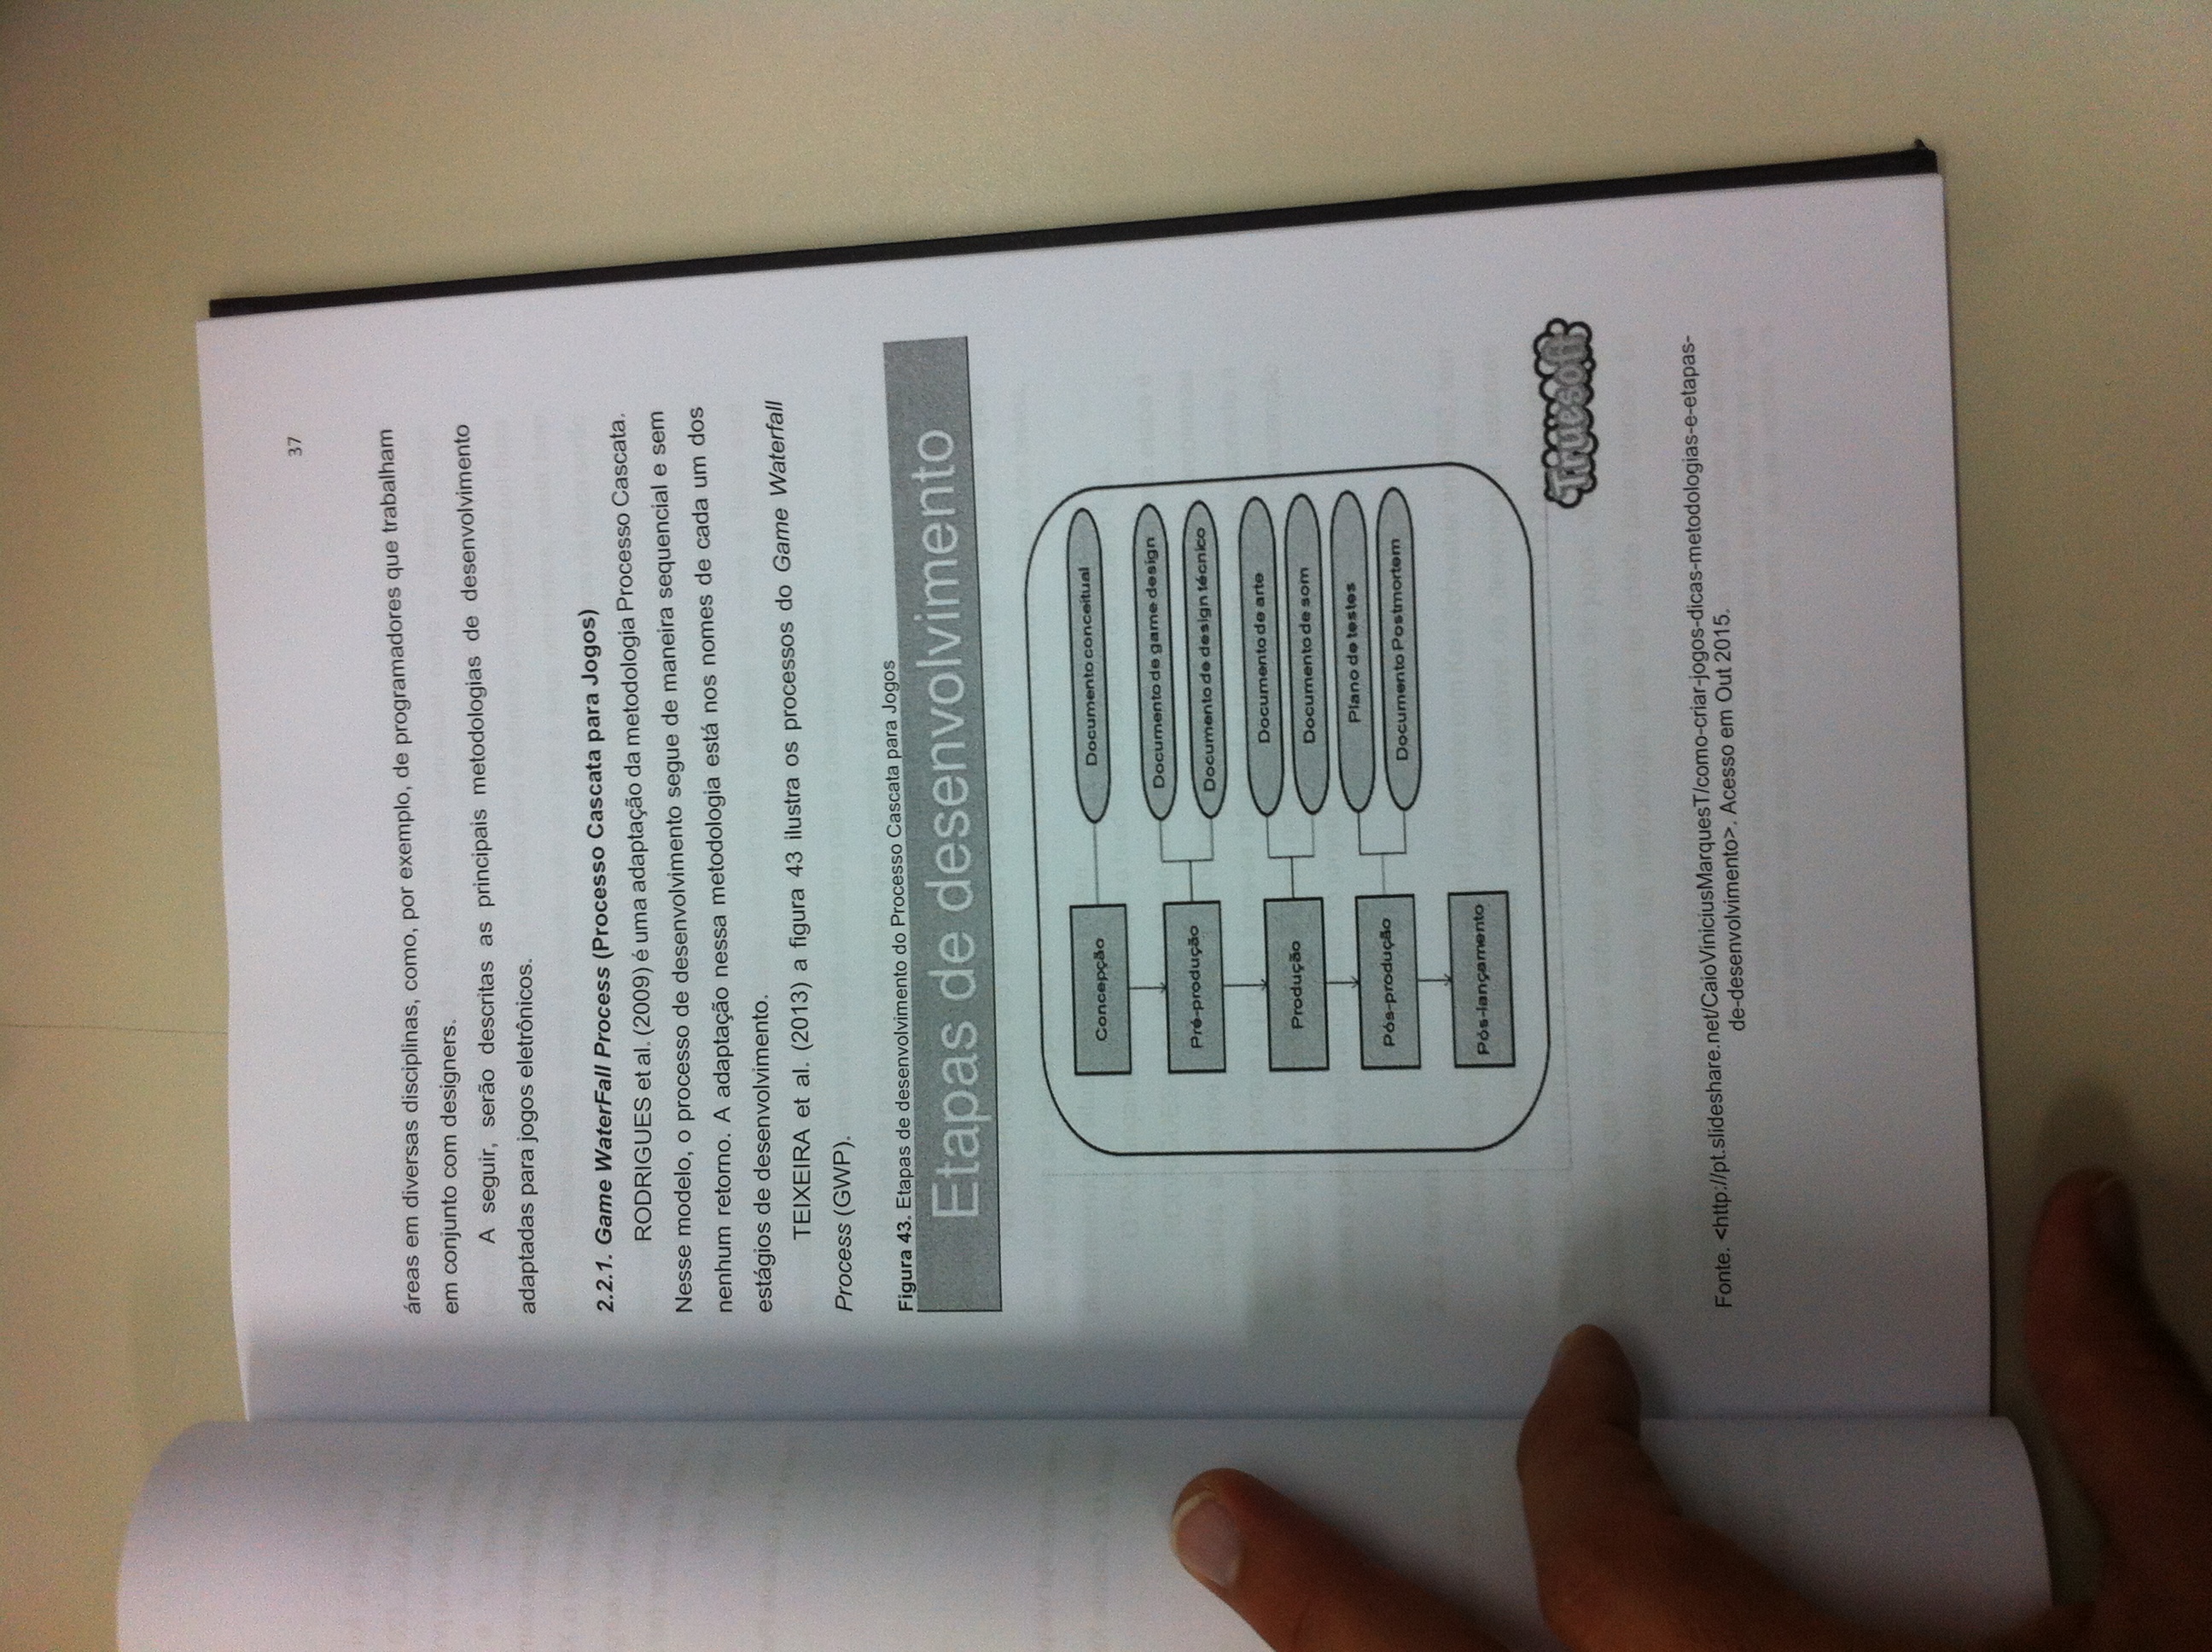 37
áreas em diversas disciplinas, como, por exemplo, de programadores que trabalham
em conjunto com designers.
A seguir, serão descritas as principais metodologias de desenvolvimento
adaptadas para jogos eletrônicos.
2.2.1. Game WaterFall Process (Processo Cascata para Jogos)
RODRIGUES et al. (2009) é uma adaptação da metodologia Processo Cascata.
Nesse modelo, o processo de desenvolvimento segue de maneira sequencial e sem
nenhum retorno. A adaptação nessa metodologia está nos nomes de cada um dos
estágios de desenvolvimento.
TEIXEIRA et al. (2013) a figura 43 ilustra os processos do Game Waterfall
Process (GWP).
Figura 43. Etapas de desenvolvimento do Processo Cascata para Jogos
Etapas de desenvolvimento
Concepção
Documento conceitual
Pré-produção
Documento de game design
Documento de design técnico
Produção
Documento de arte
Documento de som
Pós-produção
Plano de testes
Documento Postmortem
Pós-lançamento
Truesoft
Fonte. <http://pt.slideshare.net/CaioViniciusMarquesT/como-criar-jogos-dicas-metodologias-e-etapas-
de-desenvolvimento>. Acesso em Out 2015.